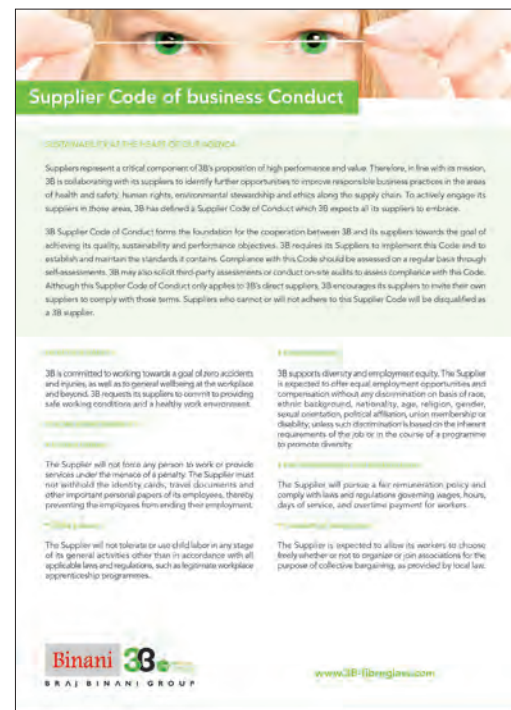 Supplier Code of business Conduct
Suppliers represent a critical component of 3B's proposition of high performance and value. Therefore, in line with its mission,
3B is collaborating with its suppliers to identify further opportunities to improve responsible business practices in the areas
of health and safety, human rights, environmental stewardship and ethics along the supply chain. To actively engage its
suppliers in those areas, 3B has defined a Supplier Code of Conduct which 3B expects all its suppliers to embrace.
3B Supplier Code of Conduct forms the foundation for the cooperation between 3B and its suppliers towards the goal of
achieving its quality, sustainability and performance objectives. 3B requires its Suppliers to implement this Code and to
establish and maintain the standards it contains. Compliance with this Code should be assessed on a regular basis through
self-assessments. 3B may also solicit third-party assessments or conduct on-site audits to assess compliance with this Code.
Although this Supplier Code of Conduct only applies to 3B's direct suppliers, 3B encourages its suppliers to invite their own
suppliers to comply with those terms. Suppliers who cannot or will not adhere to this Supplier Code will be disqualified as
a 3B supplier.
3B is committed to working towards a goal of zero accidents
and injuries, as well as to general wellbeing at the workplace
and beyond. 3B requests its suppliers to commit to providing
safe working conditions and a healthy work environment.
The Supplier will not force any person to work or provide
services under the menace of a penalty. The Supplier must
not withhold the identity cards, travel documents and
other important personal papers of its employees, thereby
preventing the employees from ending their employment.
The Supplier will not tolerate or use child labor in any stage
of its general activities other than in accordance with all
applicable laws and regulations, such as legitimate workplace
apprenticeship programmes.
3B supports diversity and employment equity. The Supplier
is expected to offer equal employment opportunities and
compensation without any discrimination on basis of race,
ethnic background, nationality, age, religion, gender,
sexual orientation, political affiliation, union membership or
disability, unless such discrimination is based on the inherent
requirements of the job or in the course of a programme
to promote diversity.
The Supplier will pursue a fair remuneration policy and
comply with laws and regulations governing wages, hours,
days of service, and overtime payment for workers.
The Supplier is expected to allow its workers to choose
freely whether or not to organize or join associations for the
purpose of collective bargaining, as provided by local law.
Binani 3B
BRAJ BINANI GROUP
www.3B-fibreglass.com